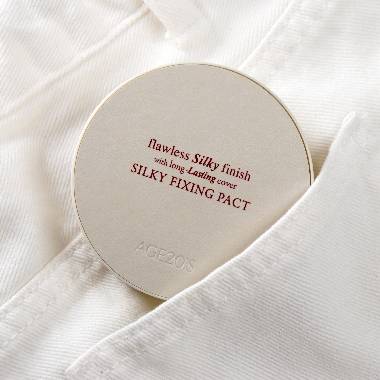 flawless Silky finish
with long-Lasting cover
SILKY FIXING PACT
AGE20'S